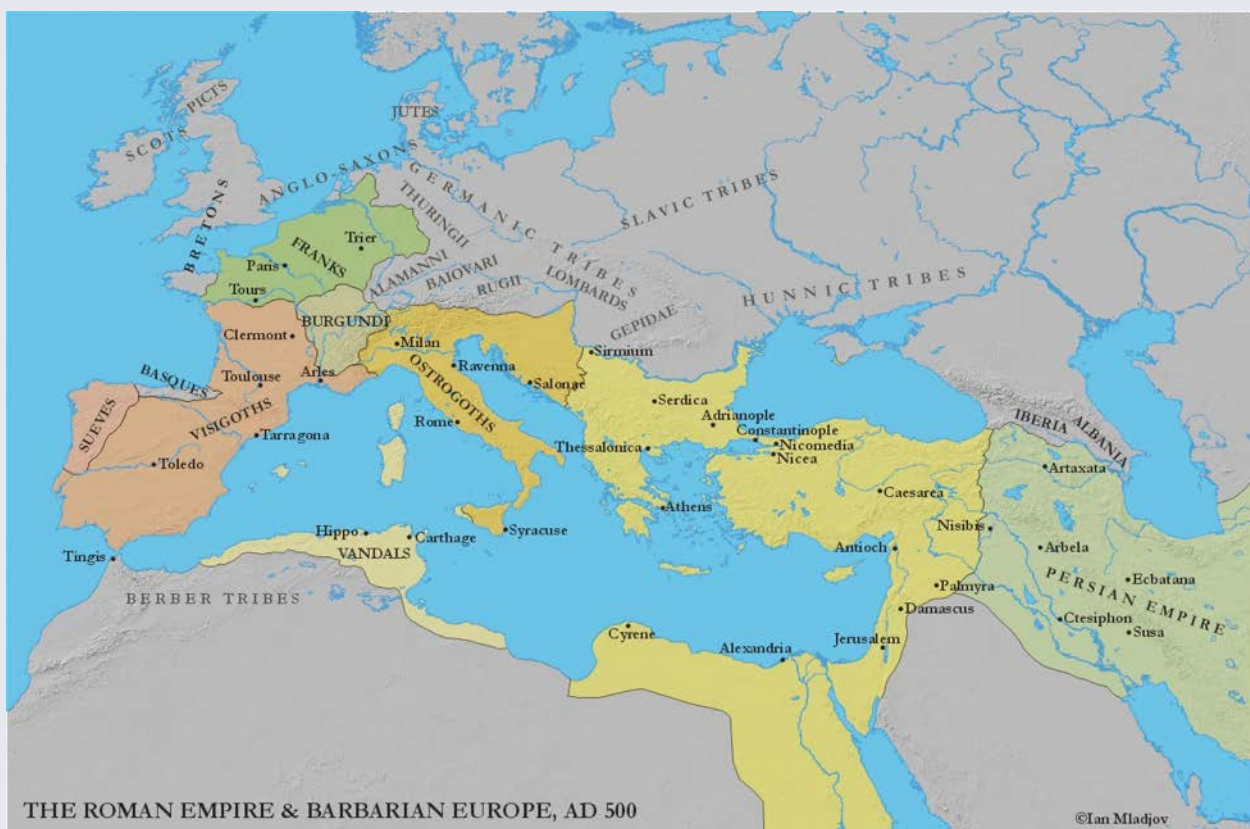 JUTES
PICTS
SCOTS
ANGLO-SAXONS
BRETONS
GERMANIC TRIBES
THURINGII
SLAVIC TRIBES
FRANKS
Trier
Paris
Tours
ALAMANNI
BAIOVARI
RUGII
LOMBARDS
GEPIDAE
HUNNIC TRIBES
BURGUNDI
Clermont
Milan
Sirmium
Ravenna
OSTROGOTHS
Salonae
Arles
Toulouse
BASQUES
SUEVES
VISIGOTHS
Tarragona
Toledo
Rome
Serdica
Adrianople
Constantinople
Nicomedia
Nicea
Thessalonica
IBERIA
ALBANIA
Artaxata
Caesarea
Athens
Nisibis
Syracuse
Hippo
Carthage
VANDALS
Tingis
BERBER TRIBES
Antioch
Arbela
Ecbatana
PERSIAN EMPIRE
Palmyra
Damascus
Ctesiphon
Susa
Cyrene
Alexandria
Jerusalem
THE ROMAN EMPIRE & BARBARIAN EUROPE, AD 500
©Ian Mladjov